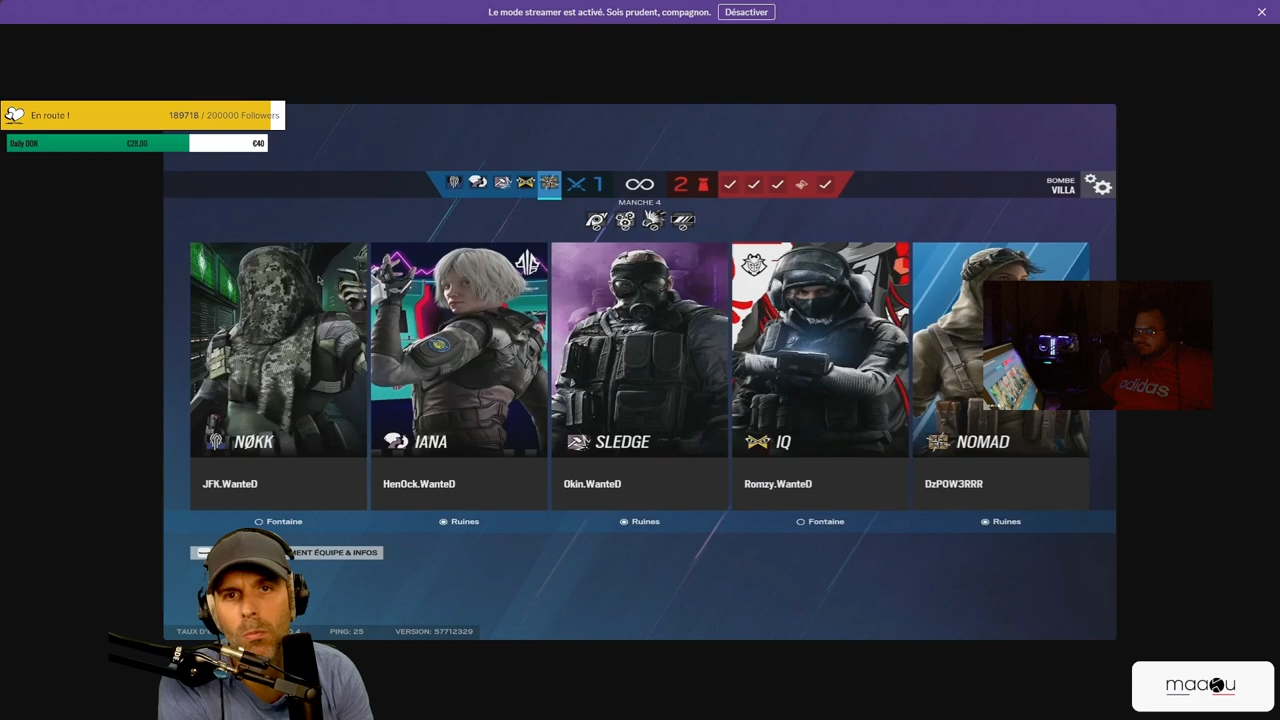 Le mode streamer est activé. Sois prudent, compagnon. Désactiver
En route ! 189718 / 200000 Followers
Daily DON €28,00 €40
1 2
MANCHE 4
BOMBE
VILLA
NØKK IANA SLEDGE IQ NOMAD
JFK.WanteD HenOck.WanteD Okin.WanteD Romzy.WanteD DzPOW3RRR
Fontaine Ruines Ruines Fontaine Ruines
MENT ÉQUIPE & INFOS
adidas
TAUX D' PING: 25 VERSION: 57712329
maaou